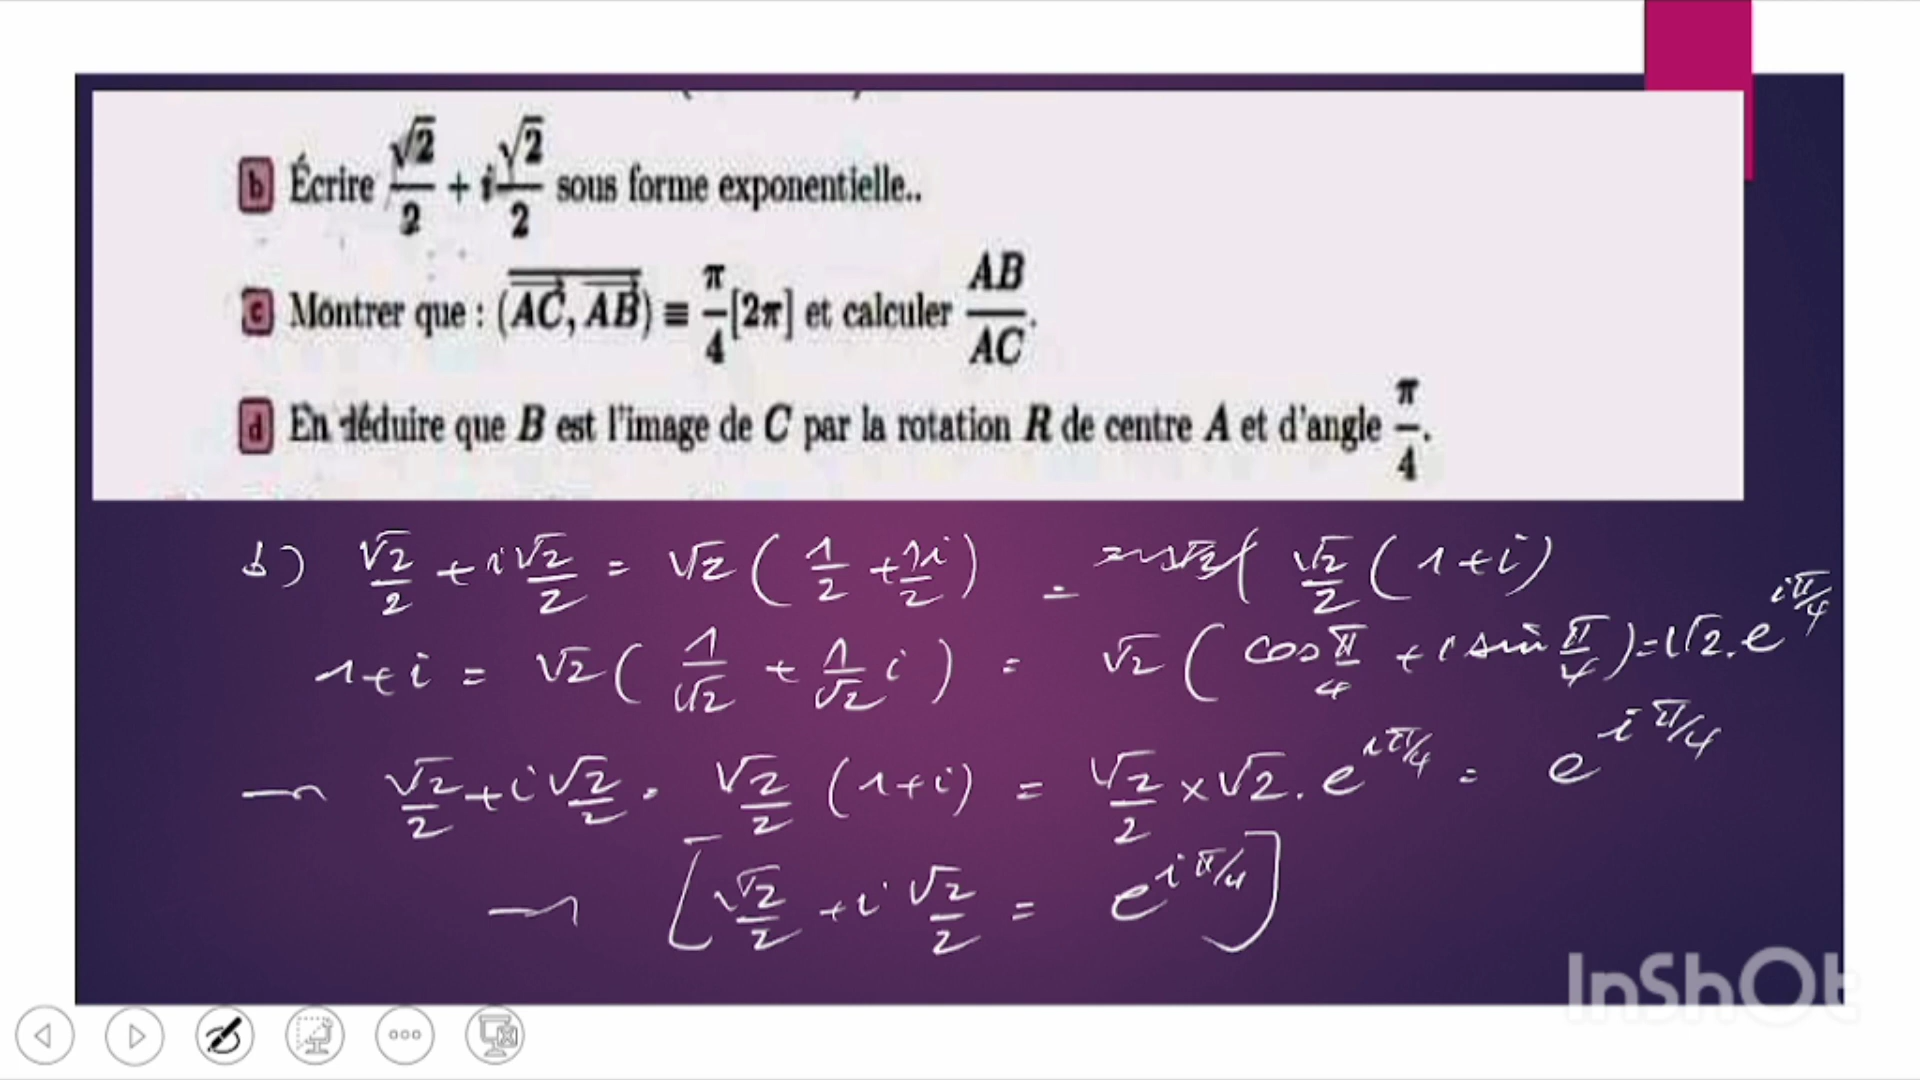 b Écrire √2/2 + i √2/2 sous forme exponentielle..
c Montrer que : (AC, AB) ≡ π/4 [2π] et calculer AB/AC.
d En déduire que B est l'image de C par la rotation R de centre A et d'angle π/4.
b) √2/2 + i √2/2 = √2 ( 1/2 + 1i/2 ) = √2/2 ( 1 + i )
1+i = √2 ( 1/√2 + 1/√2 i ) = √2 ( cos π/4 + i sin π/4 ) = √2 . e^iπ/4
√2/2 + i √2/2 = √2/2 (1+i) = √2/2 × √2 . e^iπ/4 = e^iπ/4
[ √2/2 + i √2/2 = e^iπ/4 ]
InShOt